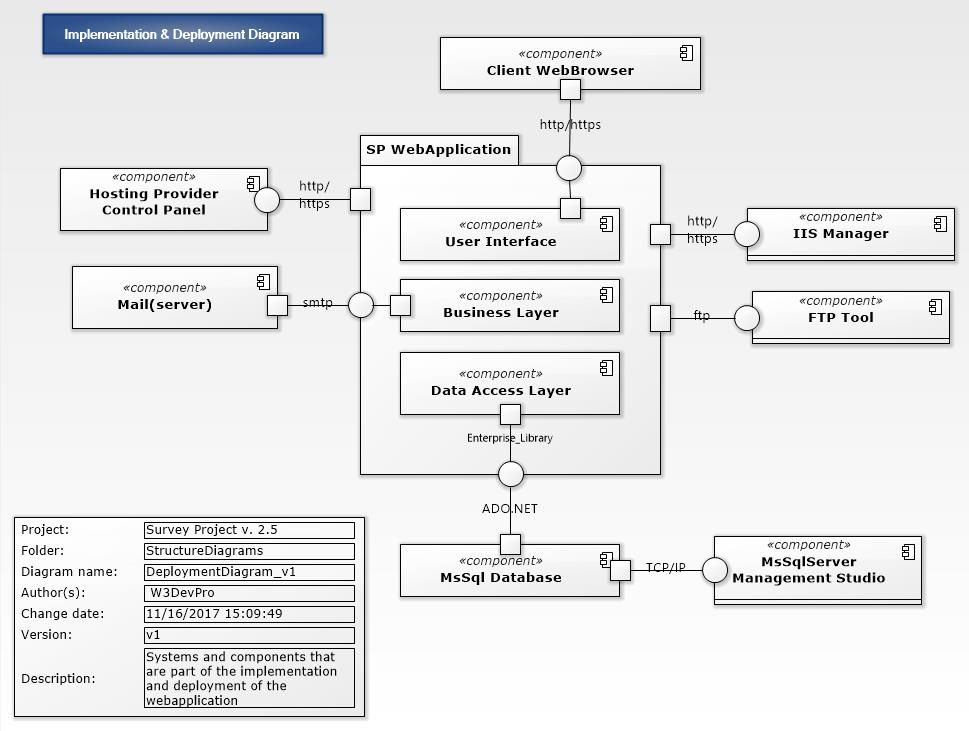 Implementation & Deployment Diagram
«component»
Client WebBrowser
http/https
SP WebApplication
«component»
Hosting Provider
Control Panel
http/
https
«component»
User Interface
http/
https
«component»
IIS Manager
«component»
Mail(server)
smtp
«component»
Business Layer
ftp
«component»
FTP Tool
«component»
Data Access Layer
Enterprise_Library
ADO.NET
«component»
MsSql Database
TCP/IP
«component»
MsSqlServer
Management Studio
Project: Survey Project v. 2.5
Folder: StructureDiagrams
Diagram name: DeploymentDiagram_v1
Author(s): W3DevPro
Change date: 11/16/2017 15:09:49
Version: v1
Description: Systems and components that
are part of the implementation
and deployment of the
webapplication